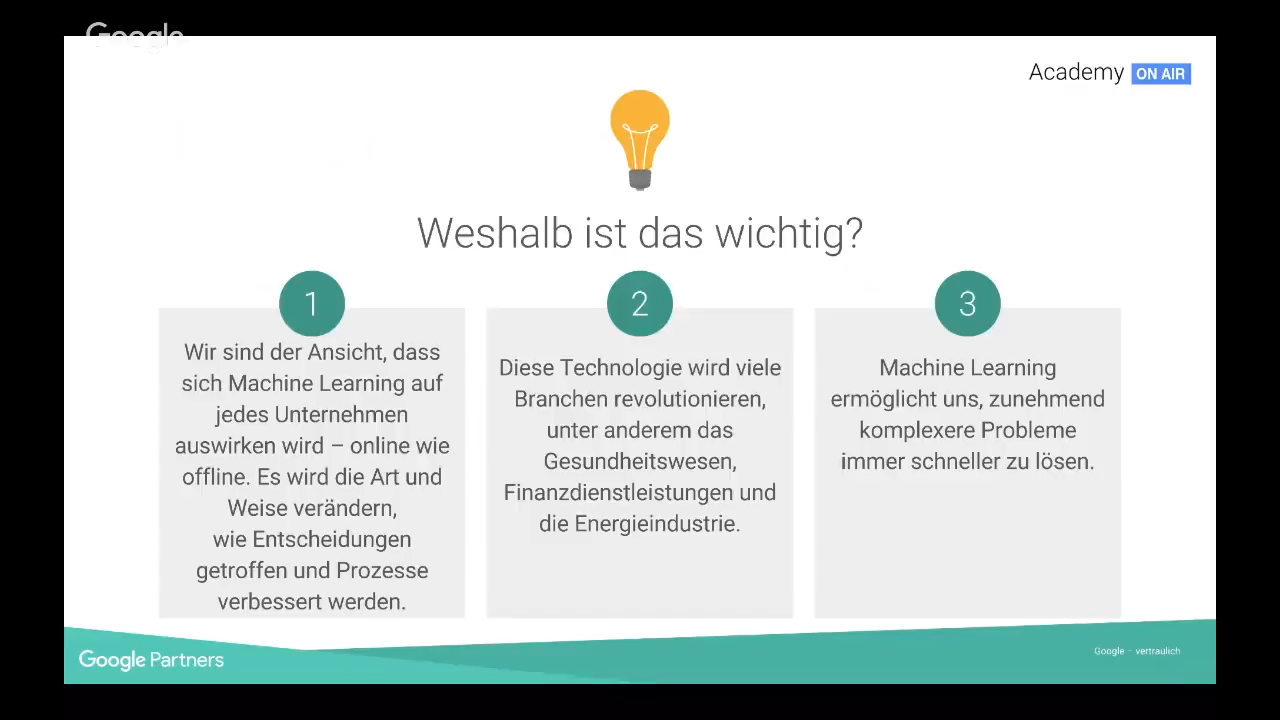 Google
Academy ON AIR
Weshalb ist das wichtig?
1
Wir sind der Ansicht, dass
sich Machine Learning auf
jedes Unternehmen
auswirken wird – online wie
offline. Es wird die Art und
Weise verändern,
wie Entscheidungen
getroffen und Prozesse
verbessert werden.
2
Diese Technologie wird viele
Branchen revolutionieren,
unter anderem das
Gesundheitswesen,
Finanzdienstleistungen und
die Energieindustrie.
3
Machine Learning
ermöglicht uns, zunehmend
komplexere Probleme
immer schneller zu lösen.
Google Partners
Google – vertraulich